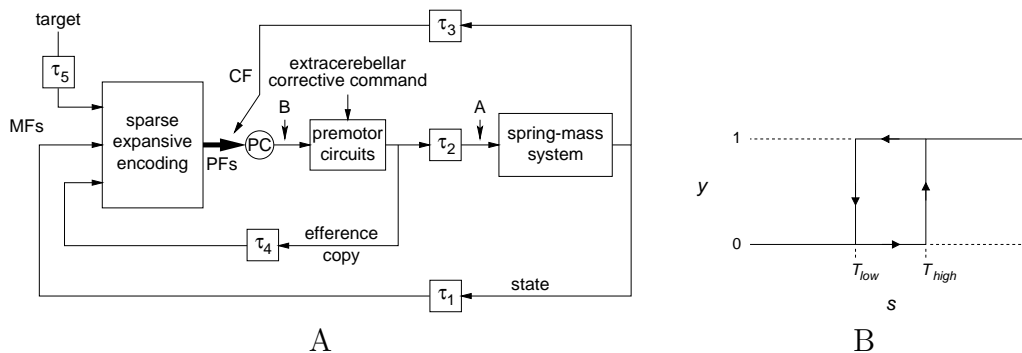 target
τ5
MFs
sparse
expansive
encoding
PFs
CF
PC
B
extracerebellar
corrective command
premotor
circuits
τ3
τ2
A
spring-mass
system
τ4
efference
copy
τ1
state
A
1
y
0
Tlow
Thigh
s
B